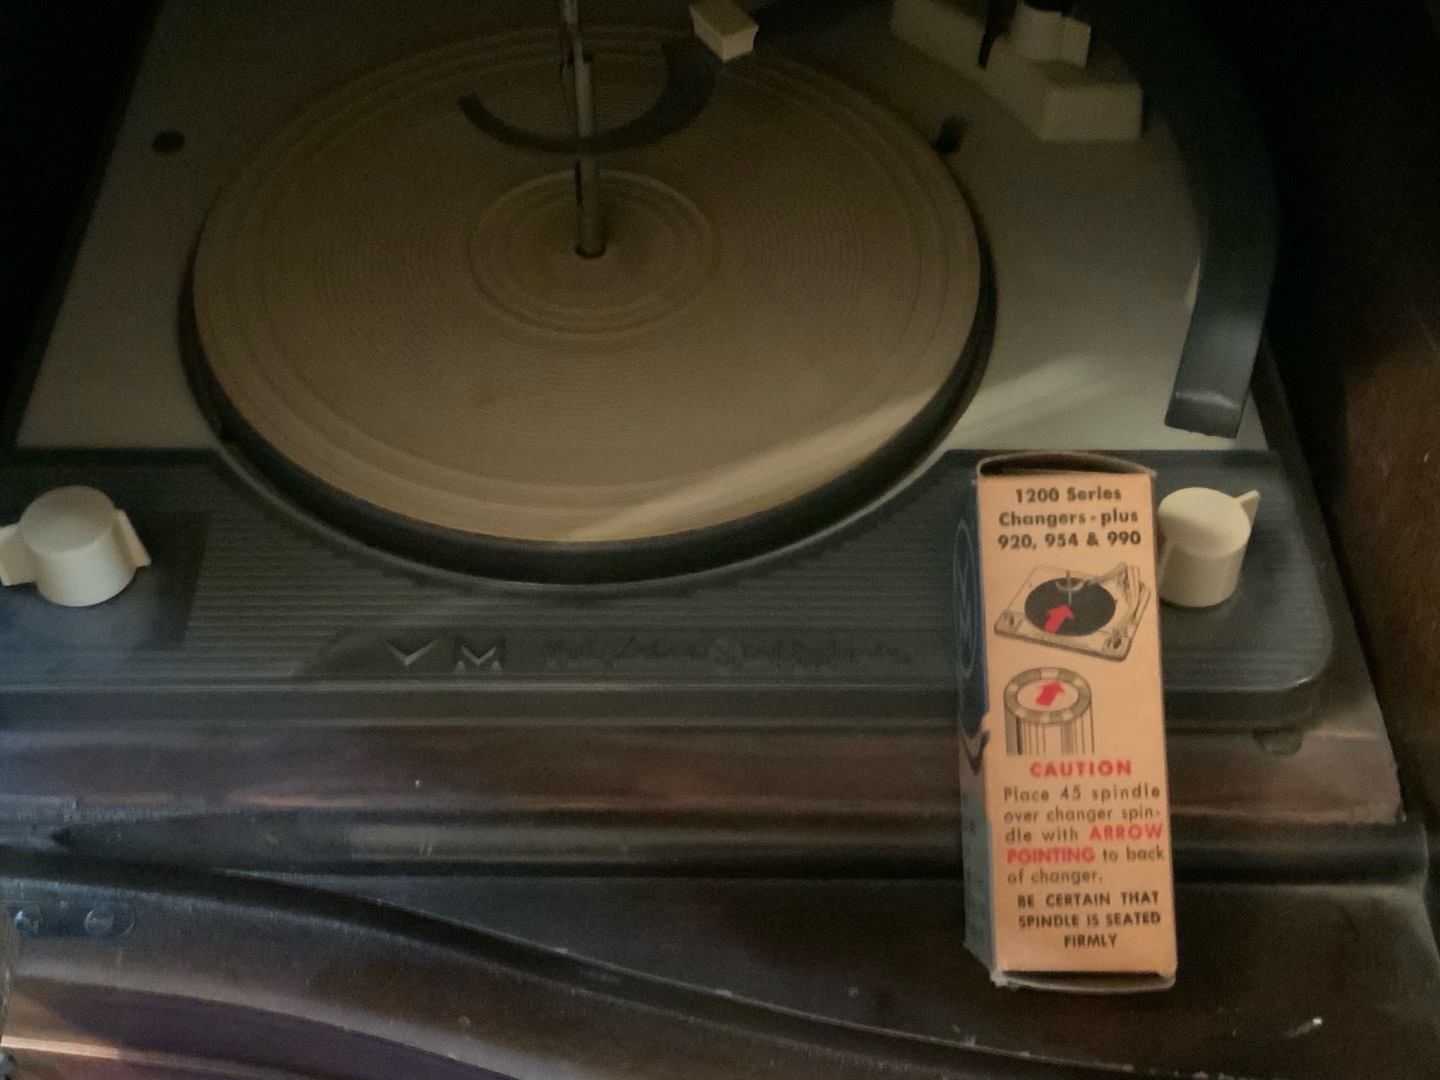 VM
1200 Series
Changers - plus
920, 954 & 990
CAUTION
Place 45 spindle
over changer spin-
dle with ARROW
POINTING to back
of changer.
BE CERTAIN THAT
SPINDLE IS SEATED
FIRMLY